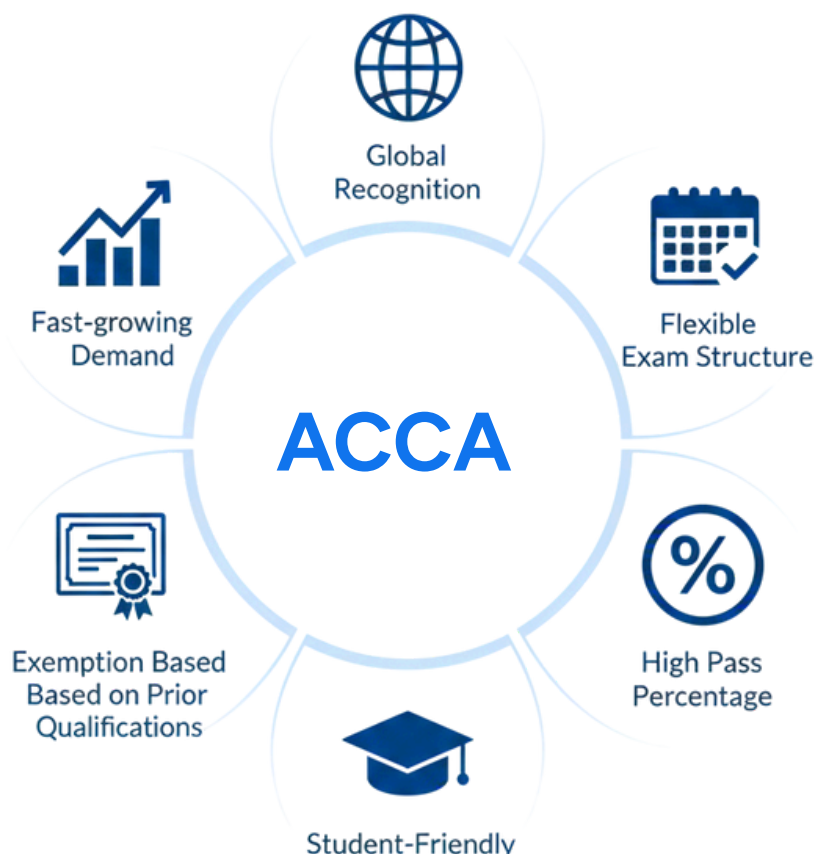 Global
Recognition
Flexible
Exam Structure
High Pass
Percentage
Student-Friendly
Exemption Based
Based on Prior
Qualifications
Fast-growing
Demand
ACCA
%